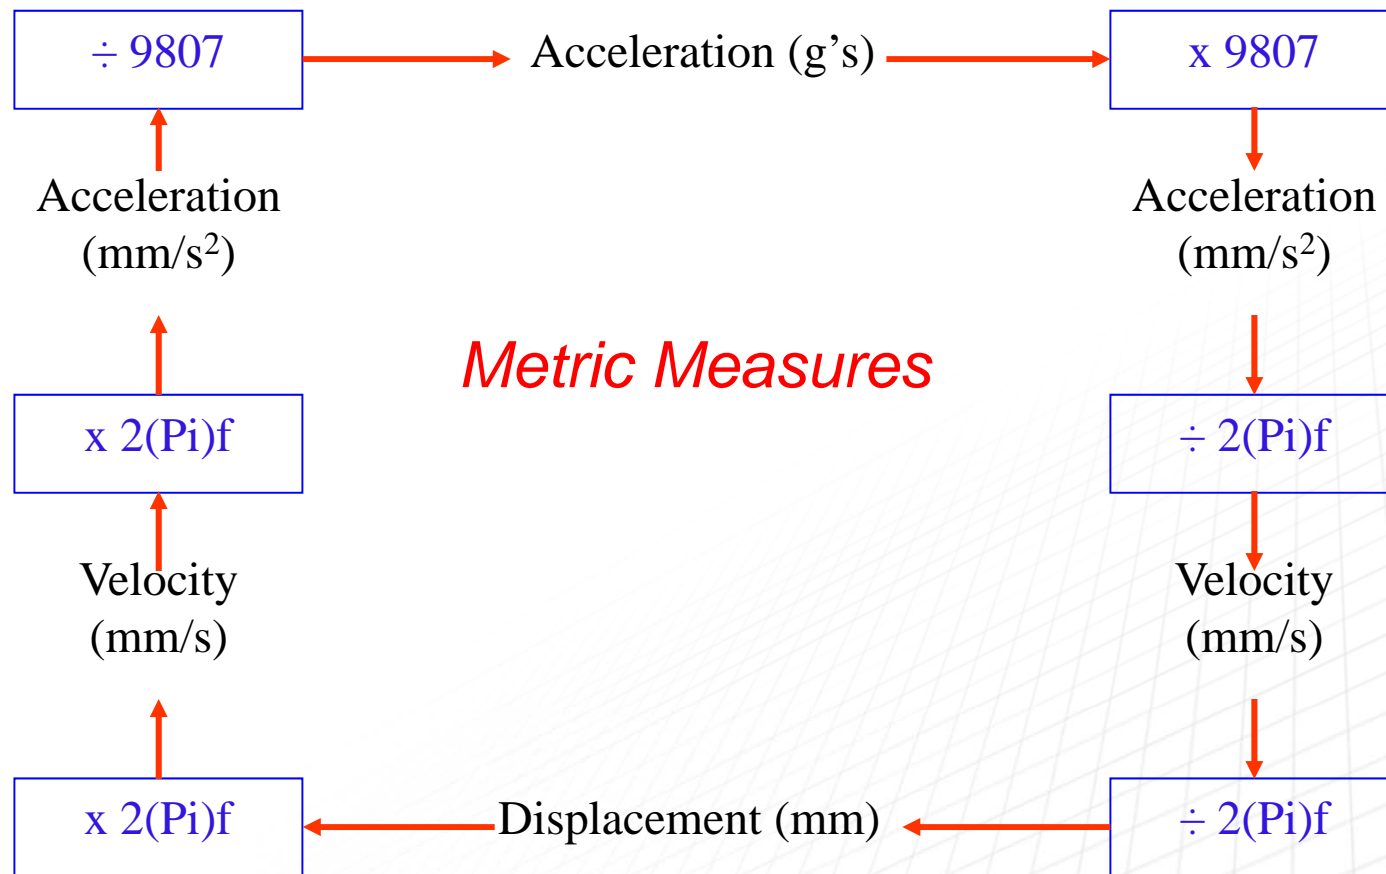 ÷ 9807
Acceleration (g’s)
x 9807
Acceleration
(mm/s²)
Acceleration
(mm/s²)
Metric Measures
x 2(Pi)f
÷ 2(Pi)f
Velocity
(mm/s)
Velocity
(mm/s)
x 2(Pi)f
Displacement (mm)
÷ 2(Pi)f